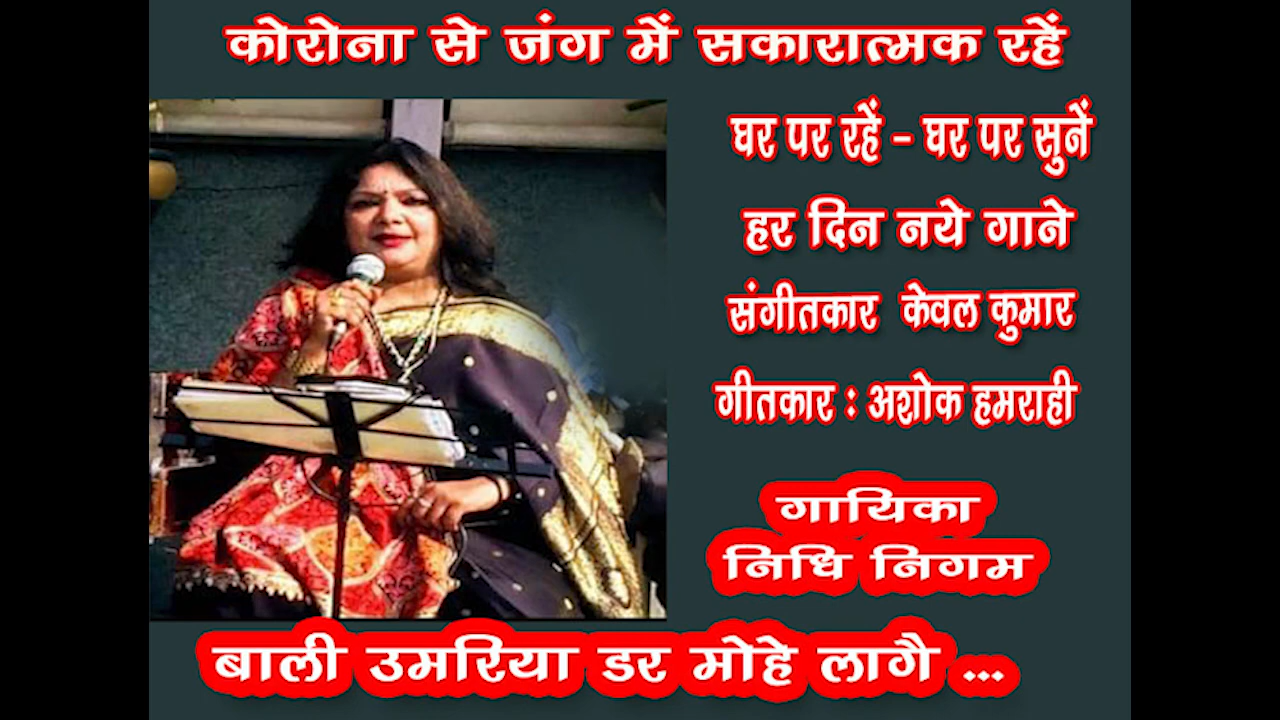 कोरोना से जंग में सकारात्मक रहें
घर पर रहें - घर पर सुनें
हर दिन नये गाने
संगीतकार केवल कुमार
गीतकार : अशोक हमराही
गायिका
निधि निगम
बाली उमरिया डर मोहे लागै ...